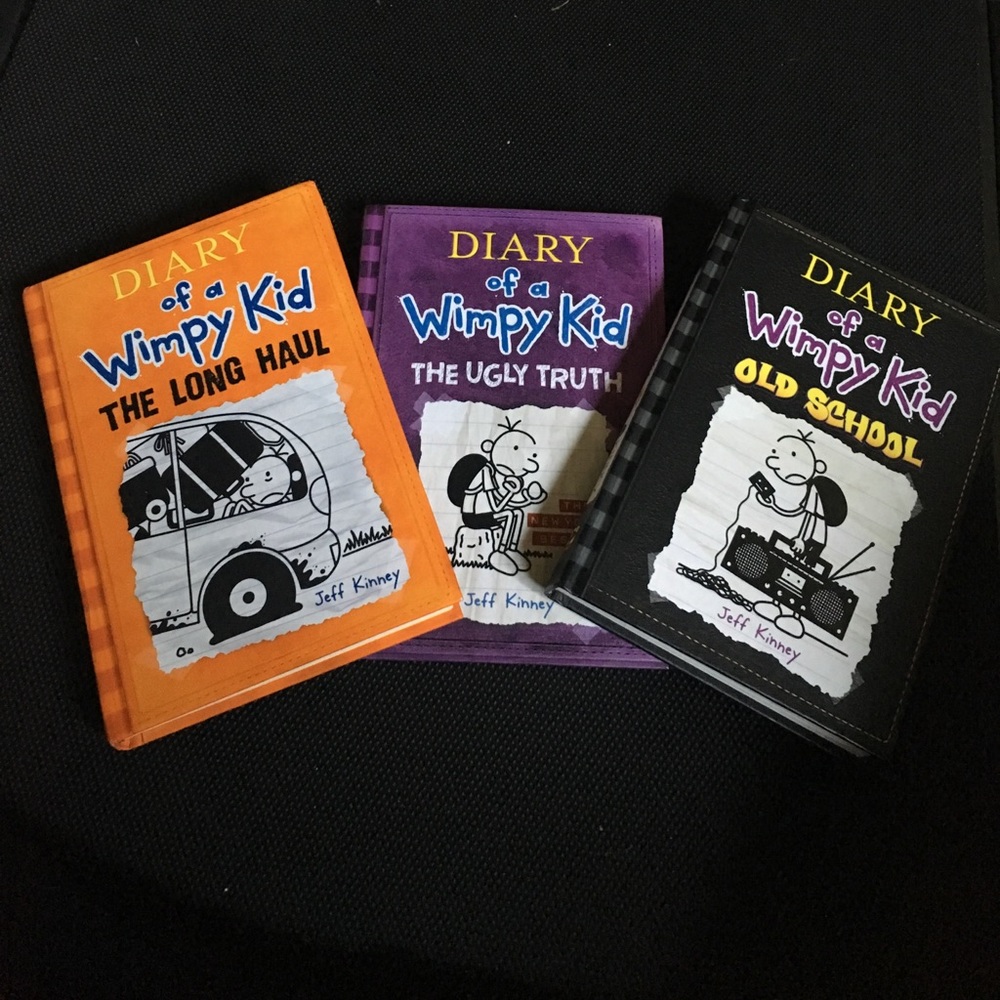 DIARY
of a
Wimpy Kid
THE LONG HAUL
Jeff Kinney
DIARY
of a
Wimpy Kid
THE UGLY TRUTH
Jeff Kinney
DIARY
of a
Wimpy Kid
OLD SCHOOL
Jeff Kinney